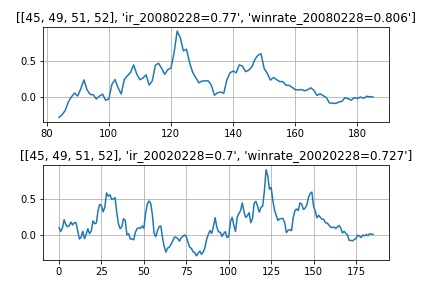 [[45, 49, 51, 52], 'ir_20080228=0.77', 'winrate_20080228=0.806']
0.5
0.0
80 100 120 140 160 180
[[45, 49, 51, 52], 'ir_20020228=0.7', 'winrate_20020228=0.727']
0.5
0.0
0 25 50 75 100 125 150 175